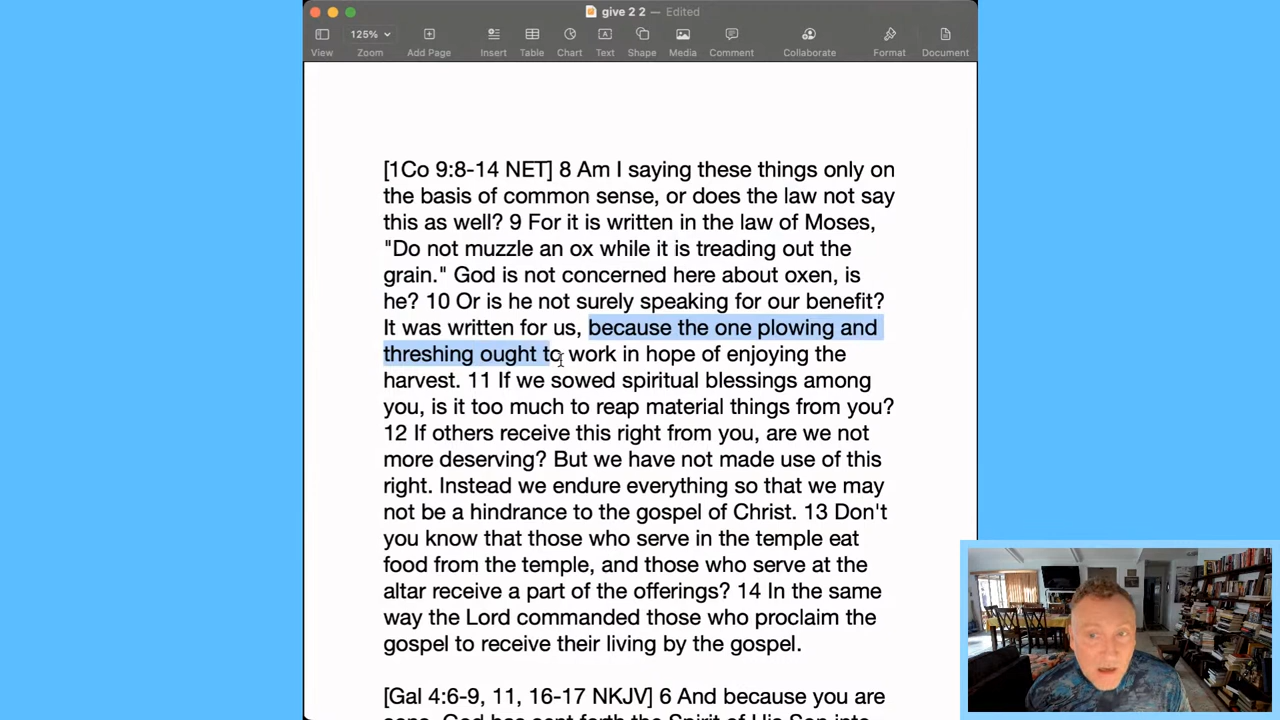 give 2 2 — Edited
125%
View Zoom Add Page Insert Table Chart Text Shape Media Comment Collaborate Format Document
[1Co 9:8-14 NET] 8 Am I saying these things only on
the basis of common sense, or does the law not say
this as well? 9 For it is written in the law of Moses,
"Do not muzzle an ox while it is treading out the
grain." God is not concerned here about oxen, is
he? 10 Or is he not surely speaking for our benefit?
It was written for us, because the one plowing and
threshing ought to work in hope of enjoying the
harvest. 11 If we sowed spiritual blessings among
you, is it too much to reap material things from you?
12 If others receive this right from you, are we not
more deserving? But we have not made use of this
right. Instead we endure everything so that we may
not be a hindrance to the gospel of Christ. 13 Don't
you know that those who serve in the temple eat
food from the temple, and those who serve at the
altar receive a part of the offerings? 14 In the same
way the Lord commanded those who proclaim the
gospel to receive their living by the gospel.
[Gal 4:6-9, 11, 16-17 NKJV] 6 And because you are
sons, God has sent forth the Spirit of His Son into